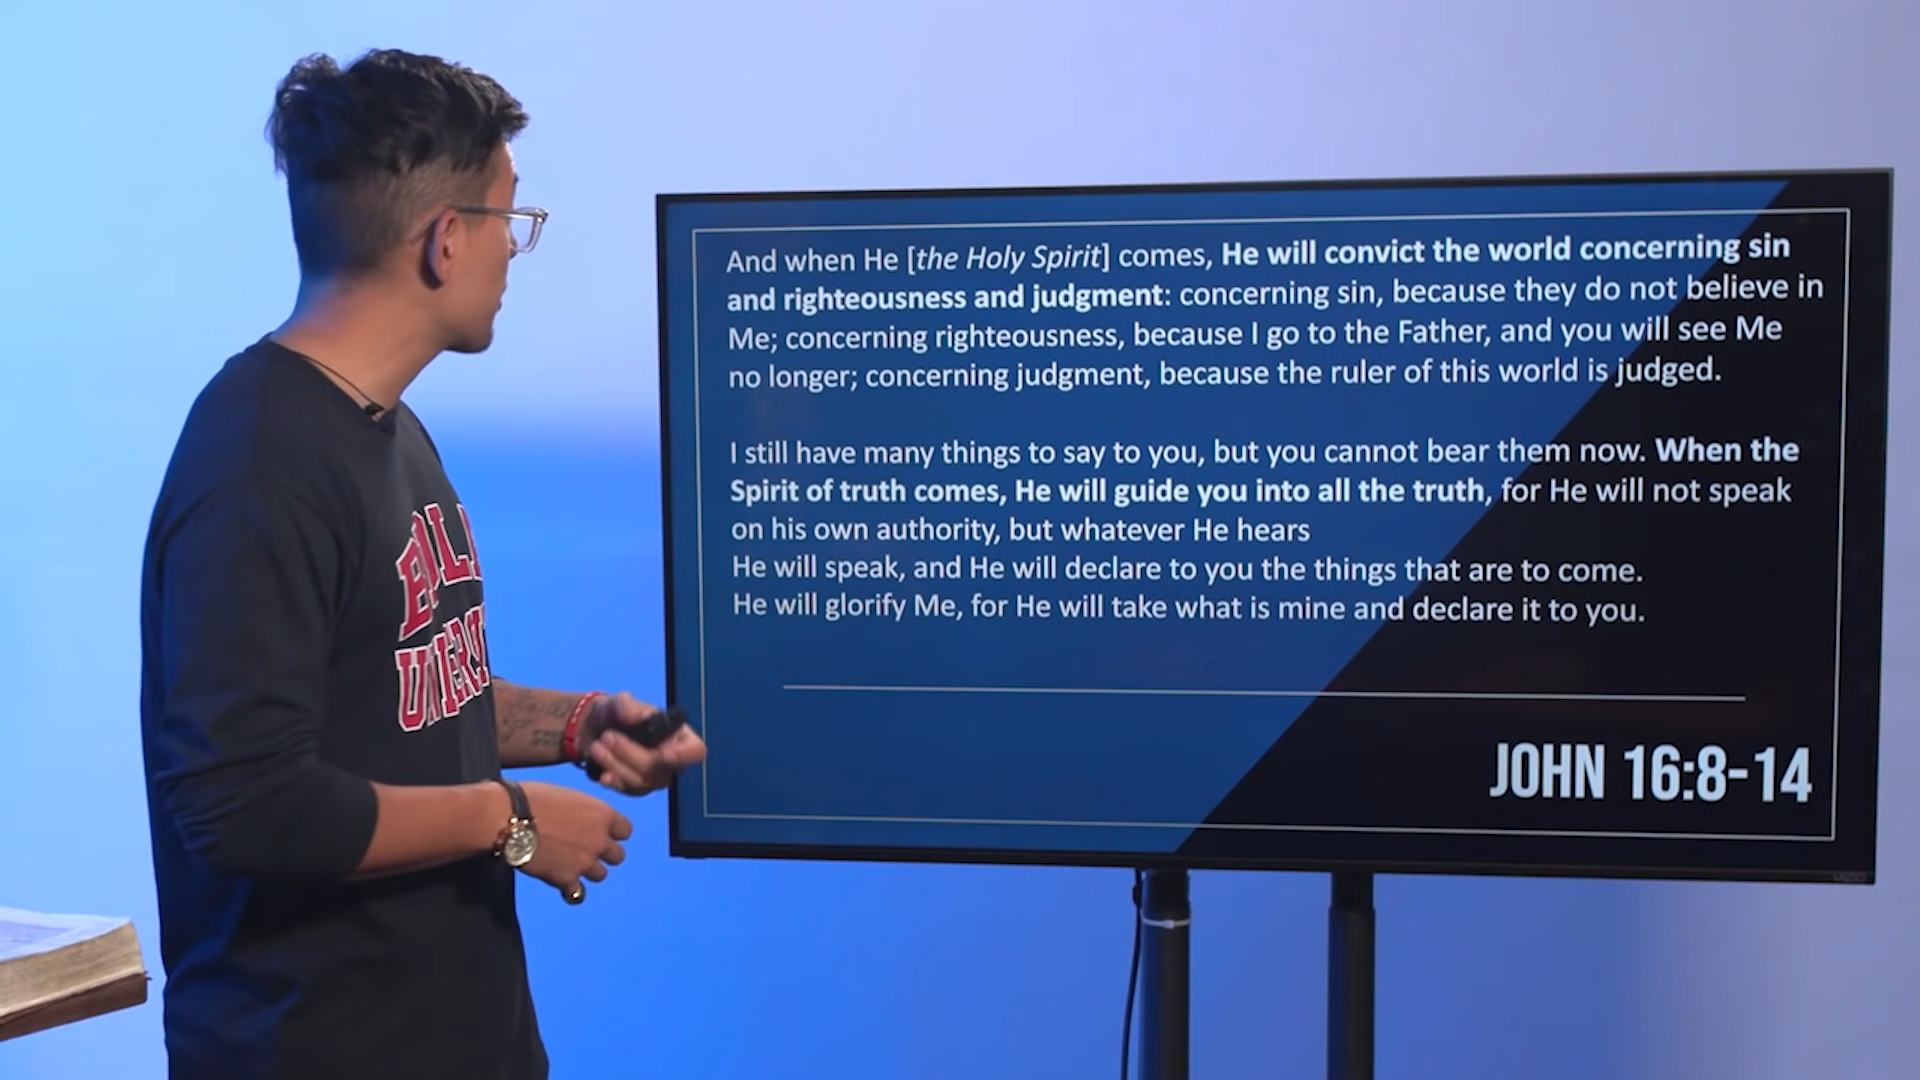 And when He [the Holy Spirit] comes, He will convict the world concerning sin
and righteousness and judgment: concerning sin, because they do not believe in
Me; concerning righteousness, because I go to the Father, and you will see Me
no longer; concerning judgment, because the ruler of this world is judged.
I still have many things to say to you, but you cannot bear them now. When the
Spirit of truth comes, He will guide you into all the truth, for He will not speak
on his own authority, but whatever He hears
He will speak, and He will declare to you the things that are to come.
He will glorify Me, for He will take what is mine and declare it to you.
JOHN 16:8-14
VIZIO